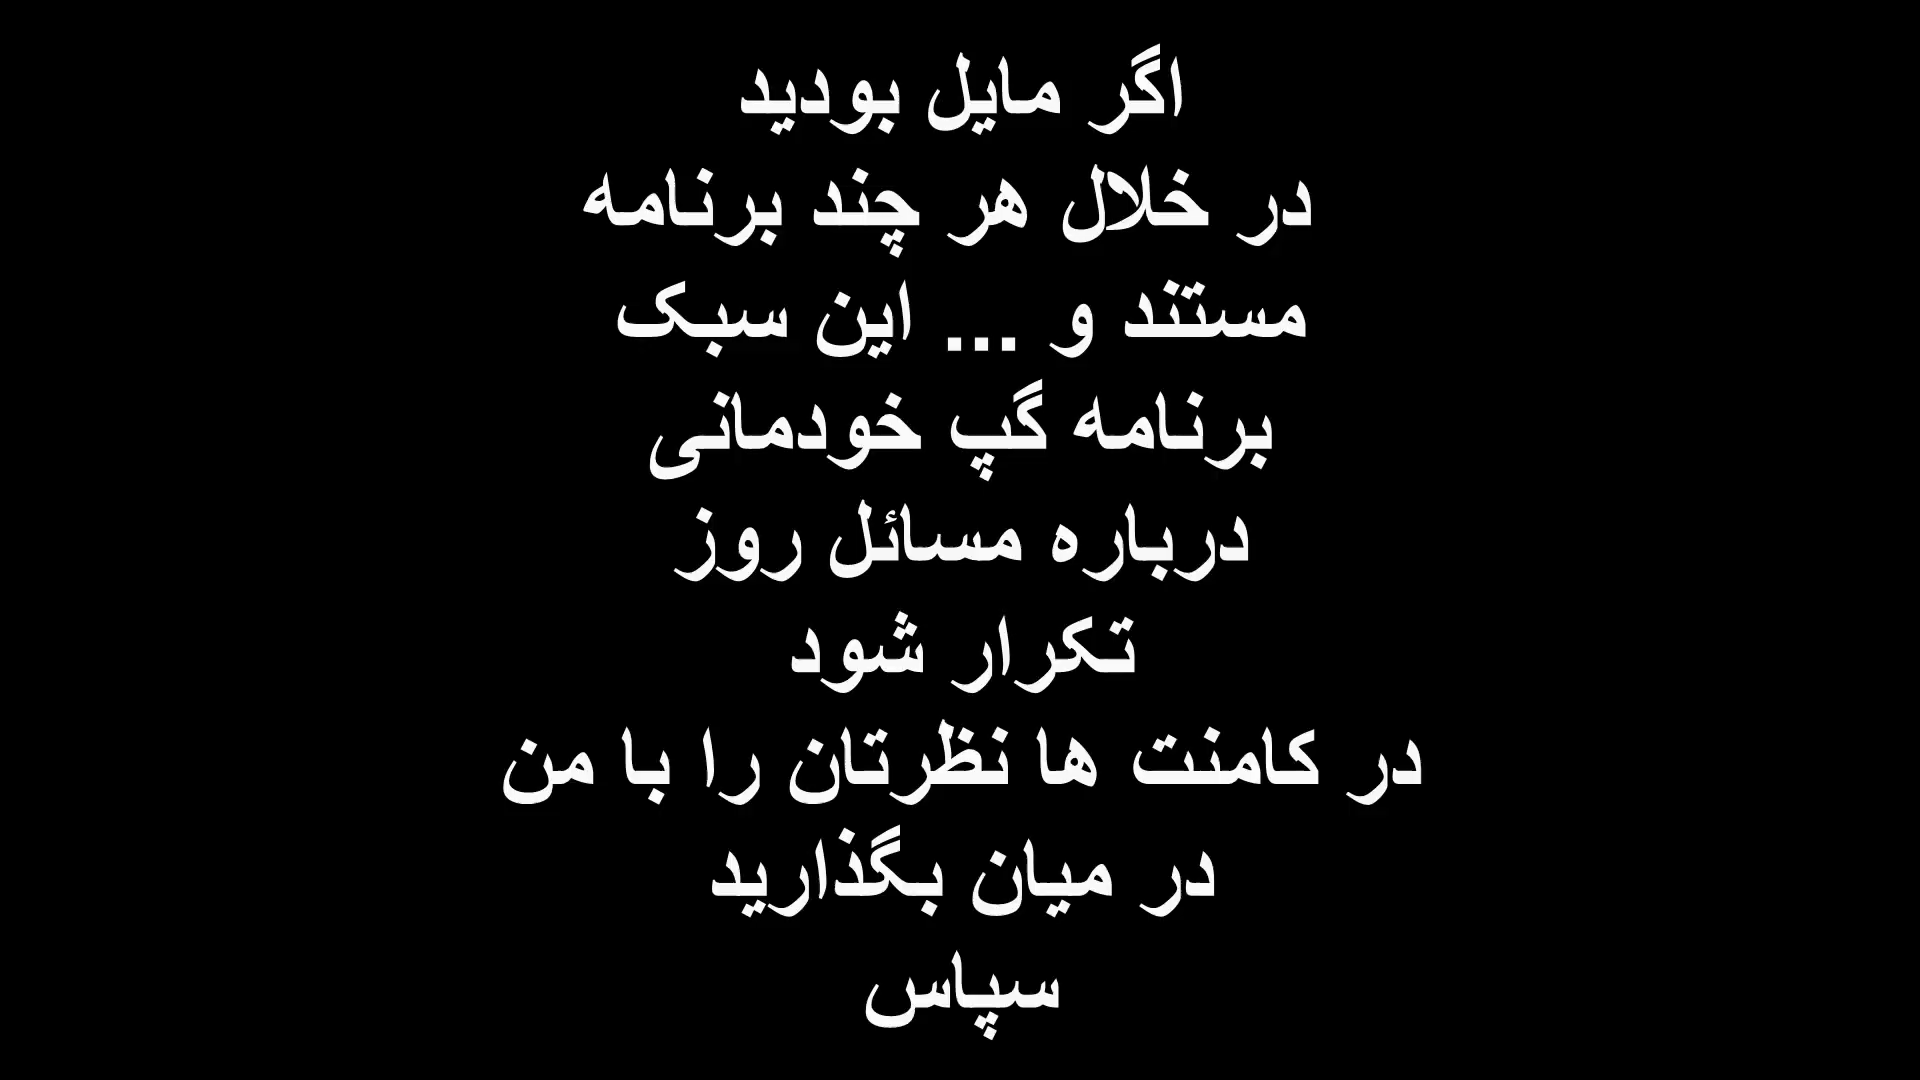 اگر مایل بودید
در خلال هر چند برنامه
مستند و ... این سبک
برنامه گپ خودمانی
درباره مسائل روز
تکرار شود
در کامنت ها نظرتان را با من
در میان بگذارید
سپاس